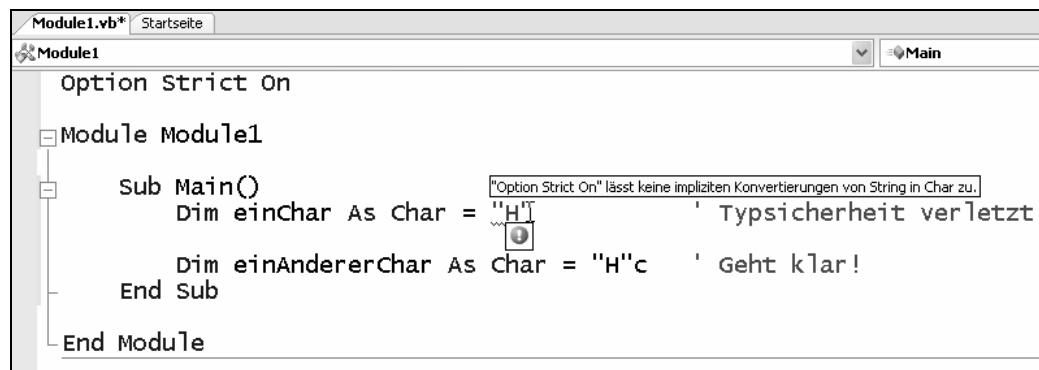 Module1.vb* Startseite
Module1 Main
Option Strict On
Module Module1
Sub Main()
"Option Strict On" lässt keine impliziten Konvertierungen von String in Char zu.
Dim einChar As Char = "H" ' Typsicherheit verletzt
Dim einAndererChar As Char = "H"c ' Geht klar!
End Sub
End Module